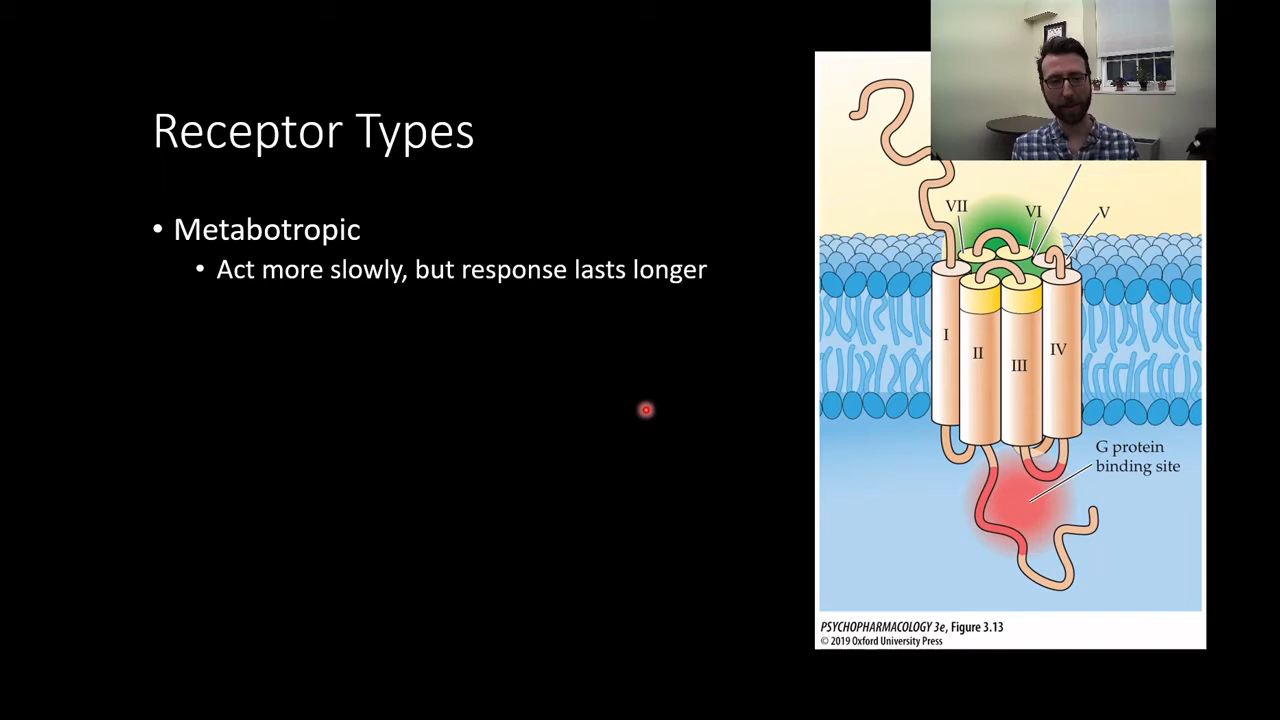 Receptor Types
• Metabotropic
• Act more slowly, but response lasts longer
VII
VI
V
I
II
III
IV
G protein
binding site
PSYCHOPHARMACOLOGY 3e, Figure 3.13
© 2019 Oxford University Press